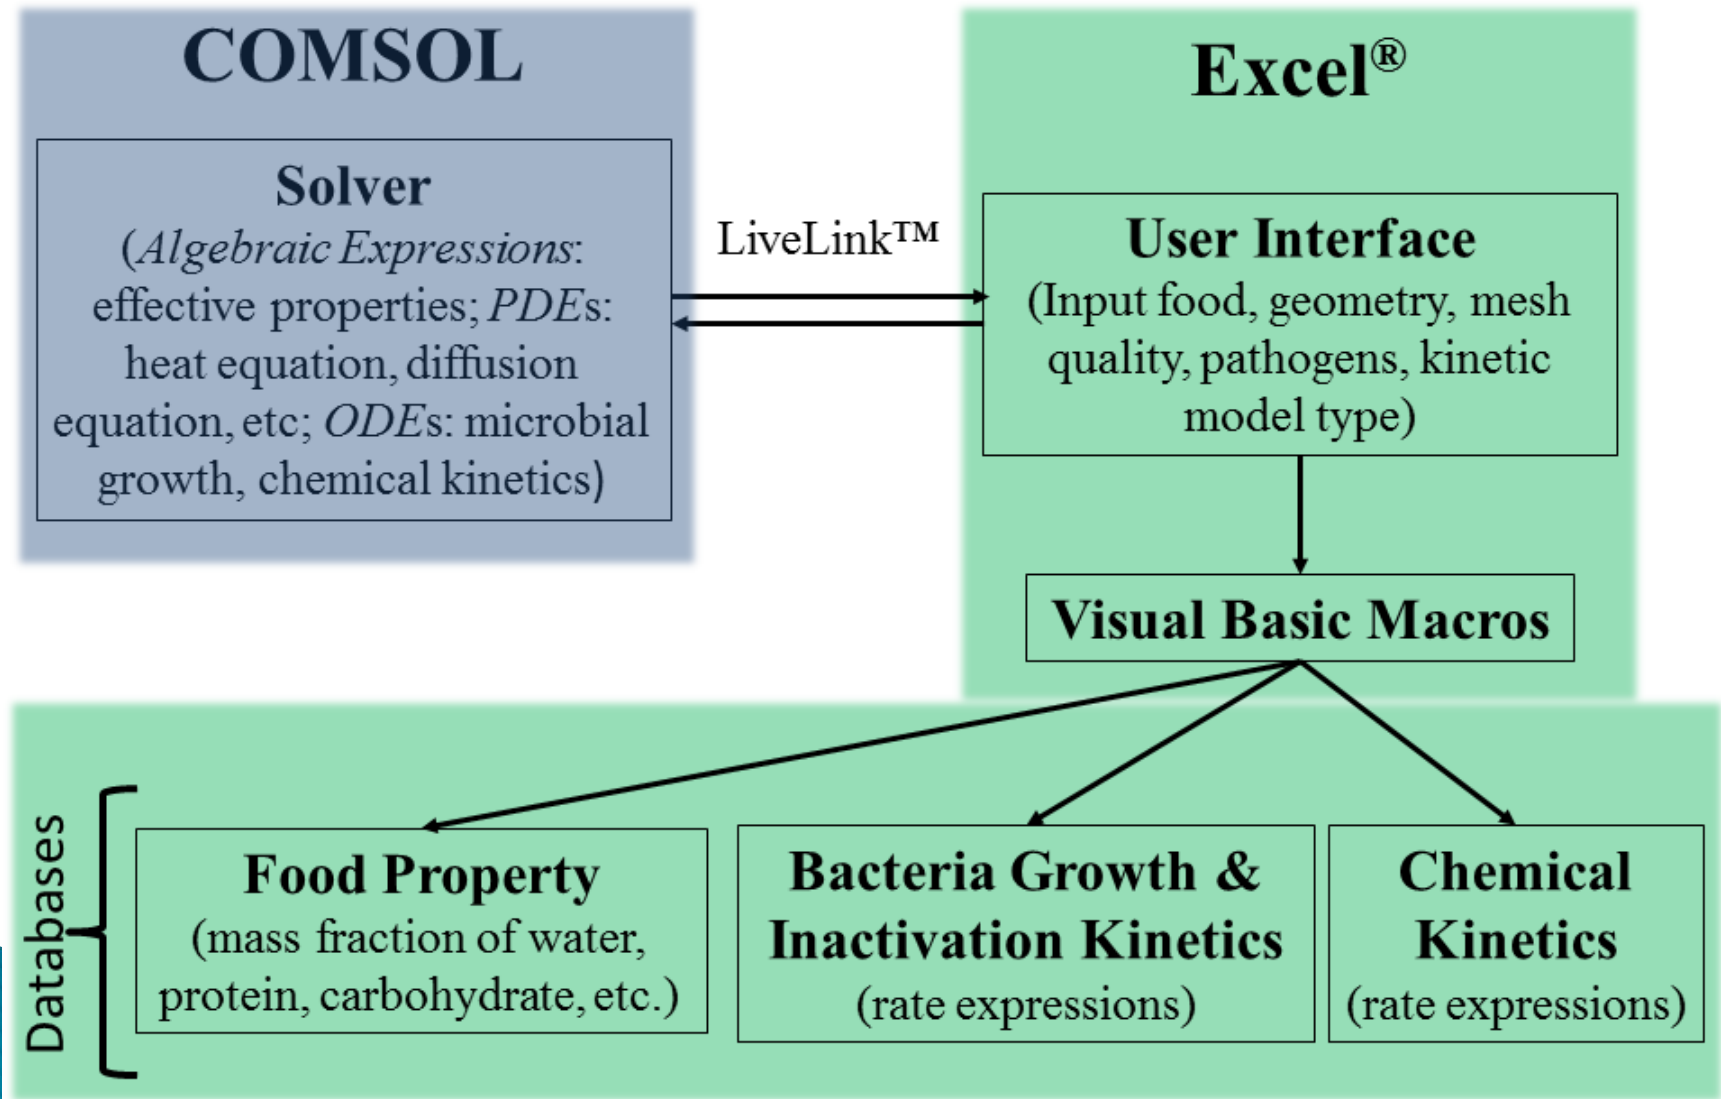 COMSOL
Solver
(Algebraic Expressions:
effective properties; PDEs:
heat equation, diffusion
equation, etc; ODEs: microbial
growth, chemical kinetics)
LiveLink™
Excel®
User Interface
(Input food, geometry, mesh
quality, pathogens, kinetic
model type)
Visual Basic Macros
Databases
Food Property
(mass fraction of water,
protein, carbohydrate, etc.)
Bacteria Growth &
Inactivation Kinetics
(rate expressions)
Chemical
Kinetics
(rate expressions)